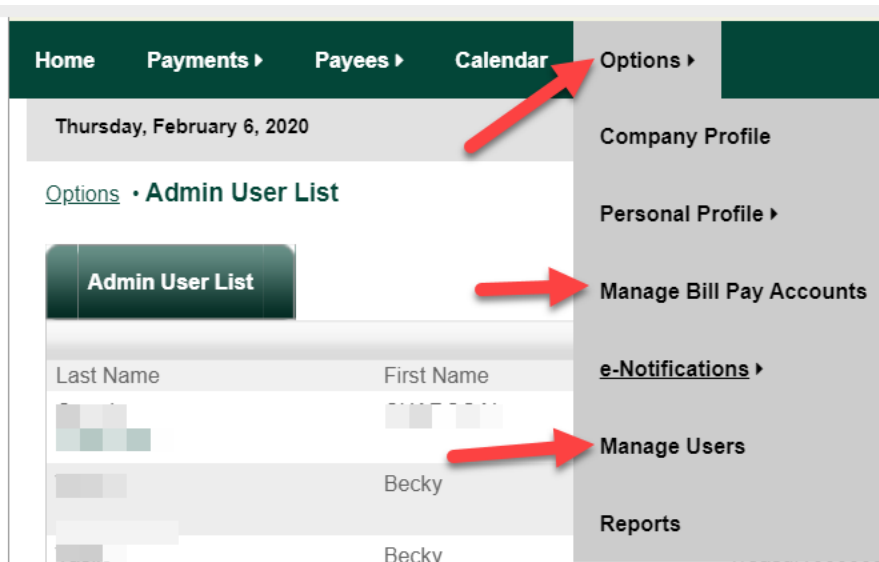 Home Payments Payees Calendar Options
Thursday, February 6, 2020
Company Profile
Options • Admin User List
Personal Profile
Admin User List
Manage Bill Pay Accounts
Last Name First Name
e-Notifications
Manage Users
Becky
Reports
Becky